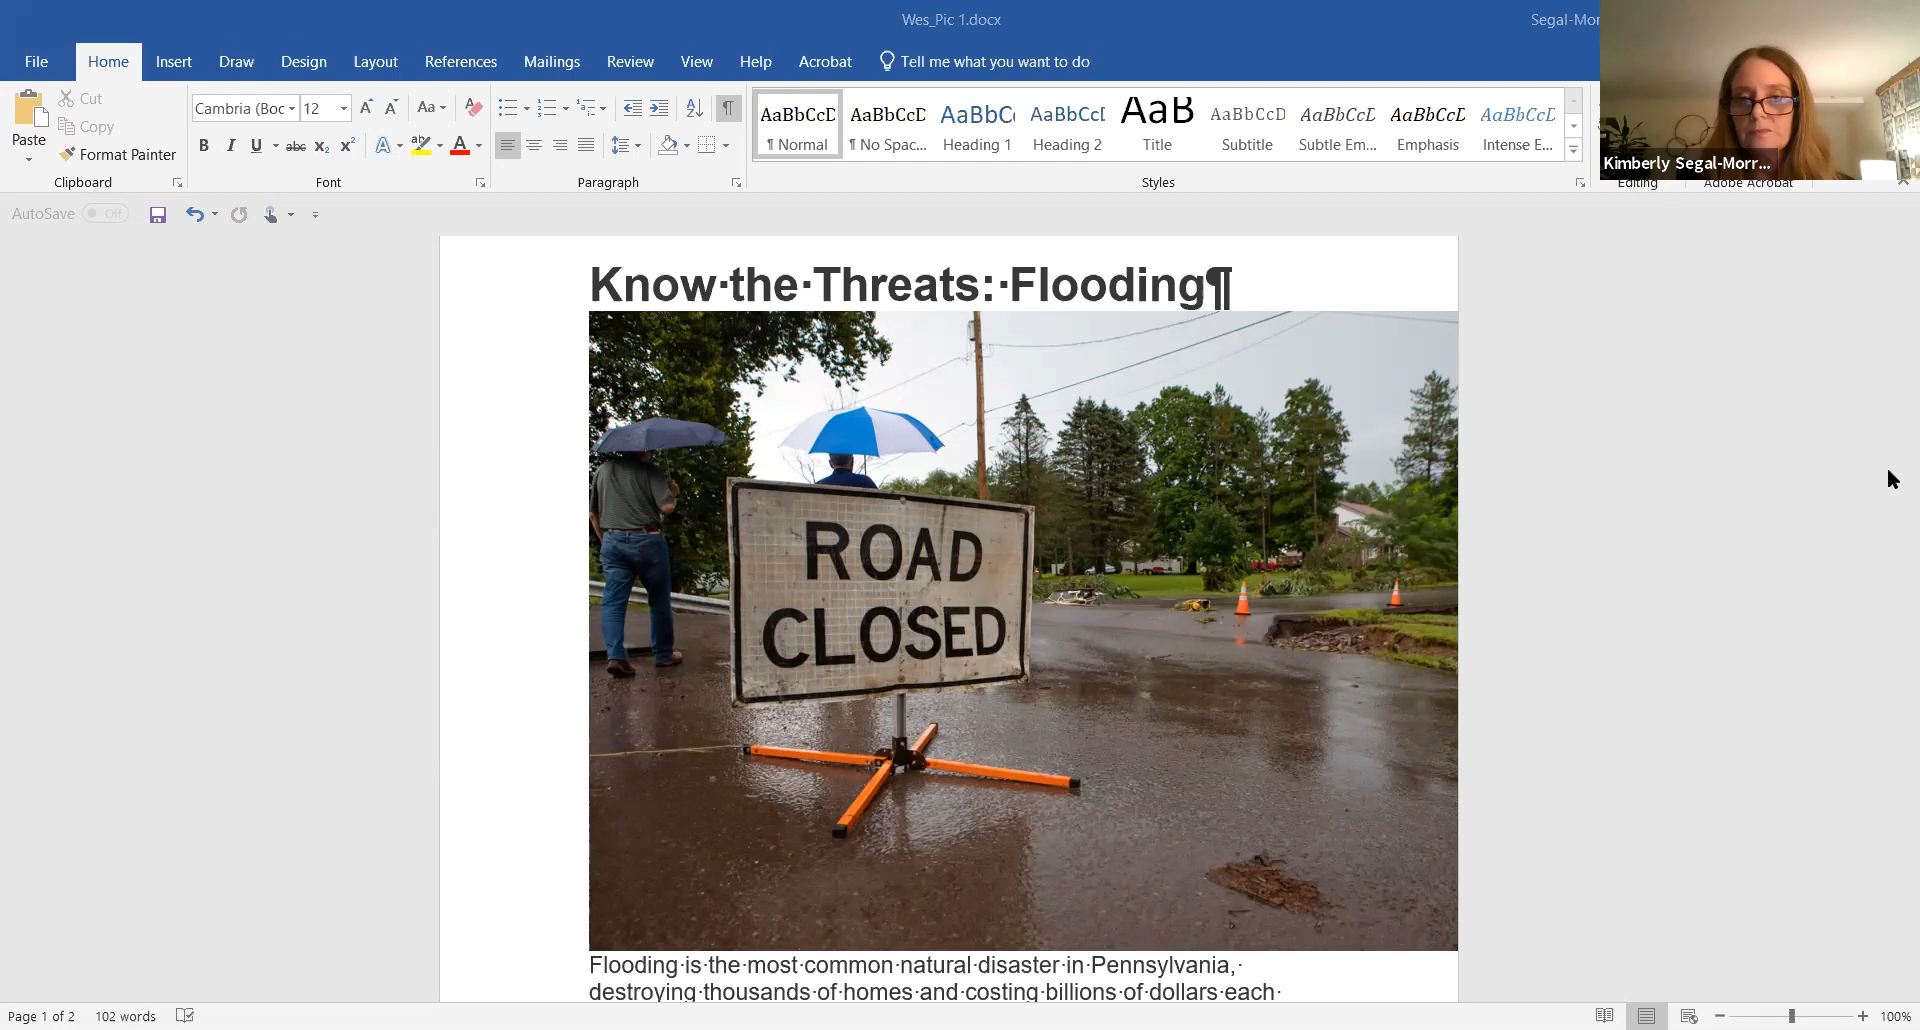 Wes_Pic 1.docx
Segal-Mor
File Home Insert Draw Design Layout References Mailings Review View Help Acrobat Tell me what you want to do
Paste
Cut
Copy
Format Painter
Clipboard
Cambria (Boc 12
Font
Paragraph
AaBbCcD AaBbCcD AaBbC AaBbCcD AaB AaBbCcD AaBbCcD AaBbCcD AaBbCcD
¶ Normal ¶ No Spac... Heading 1 Heading 2 Title Subtitle Subtle Em... Emphasis Intense E...
Styles
Editing
Adobe Acrobat
Kimberly Segal-Morr...
AutoSave Off
Know·the·Threats:·Flooding¶
ROAD
CLOSED
Flooding·is·the·most·common·natural·disaster·in·Pennsylvania,·
destroying·thousands·of·homes·and·costing·billions·of·dollars·each·
Page 1 of 2 102 words
100%